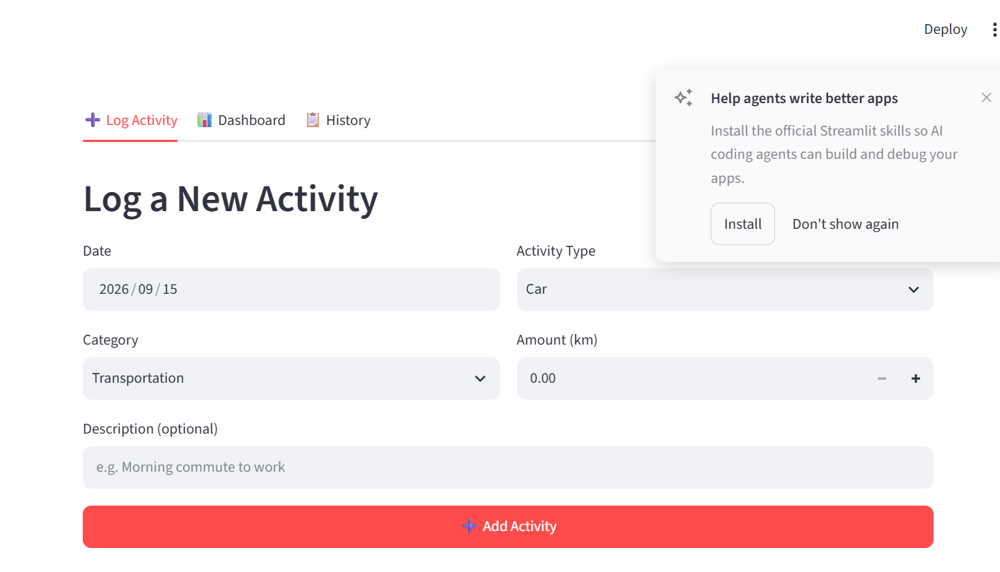 Deploy
Help agents write better apps
Install the official Streamlit skills so AI
coding agents can build and debug your
apps.
Install Don't show again
Log Activity Dashboard History
Log a New Activity
Date Activity Type
2026/09/15 Car
Category Amount (km)
Transportation 0.00
Description (optional)
e.g. Morning commute to work
Add Activity